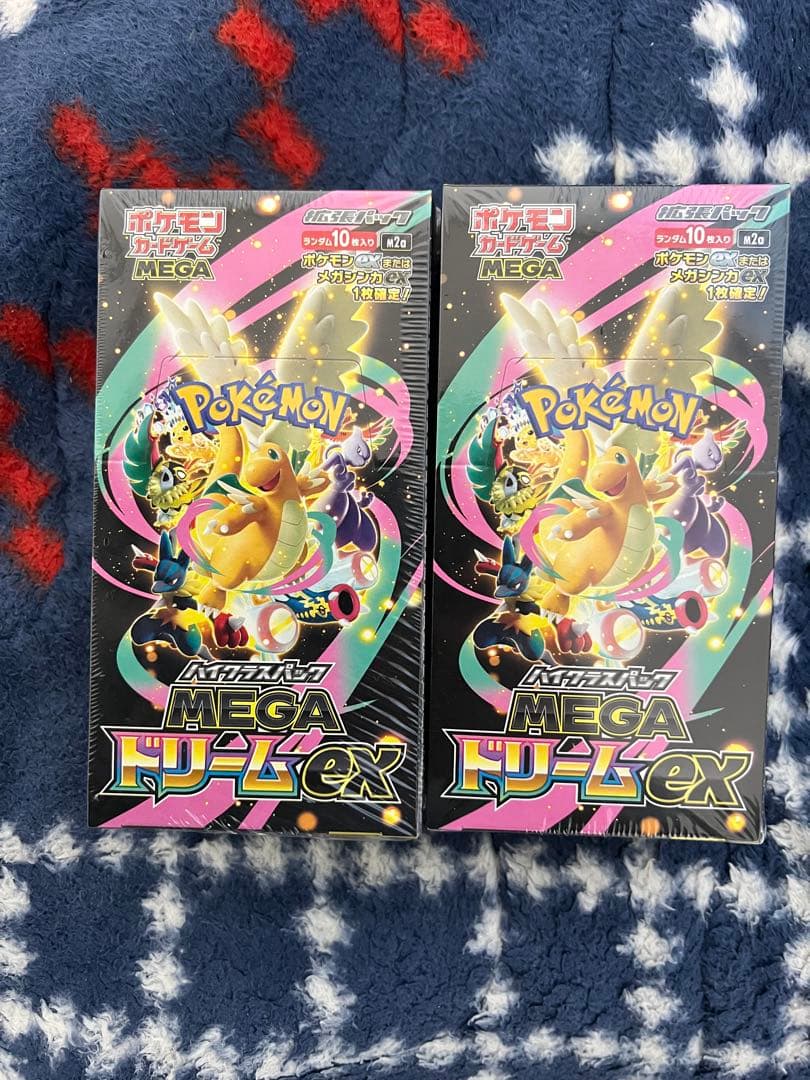 ポケモン
カードゲーム
MEGA
拡張パック
ランダム10枚入り M2a
ポケモンexまたは
メガシンカex
1枚確定!
POKéMON
ハイクラスパック
MEGA
ドリームex
ポケモン
カードゲーム
MEGA
拡張パック
ランダム10枚入り M2a
ポケモンexまたは
メガシンカex
1枚確定!
POKéMON
ハイクラスパック
MEGA
ドリームex